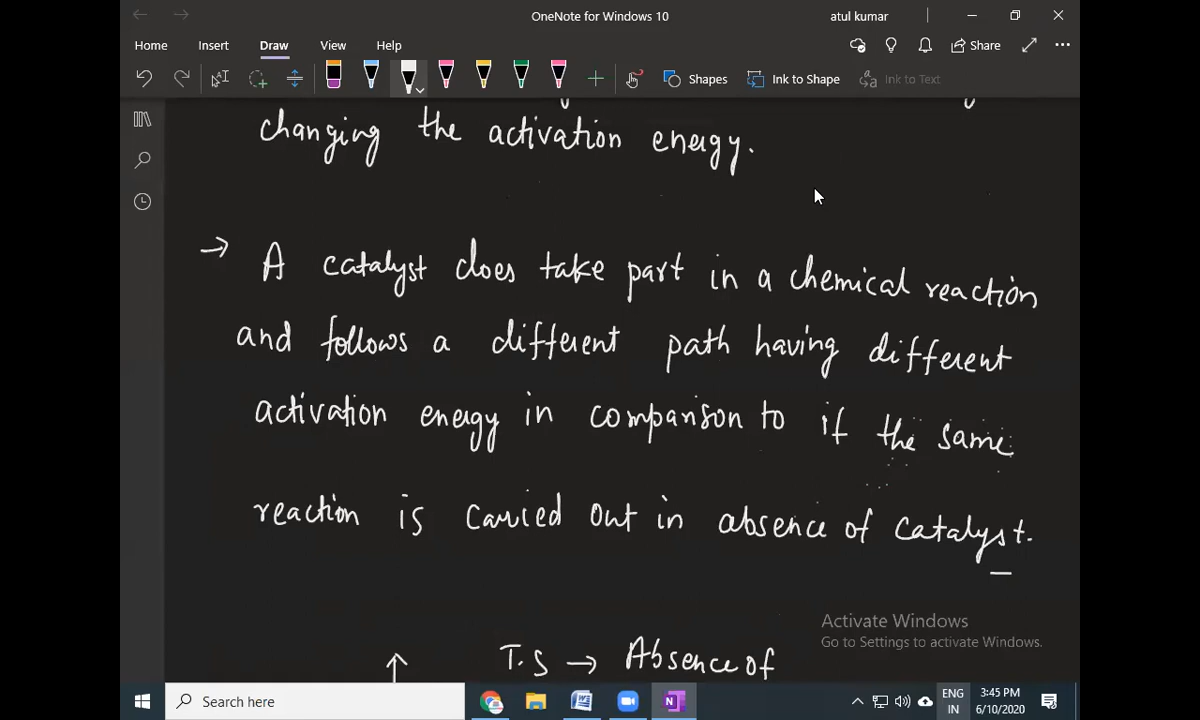 OneNote for Windows 10
atul kumar
Home Insert Draw View Help
Share
Shapes Ink to Shape Ink to Text
changing the activation energy.
→ A catalyst does take part in a chemical reaction
and follows a different path having different
activation energy in comparison to if the same
reaction is carried out in absence of catalyst.
Activate Windows
Go to Settings to activate Windows.
↑ T.S → Absence of
Search here
ENG
IN
3:45 PM
6/10/2020